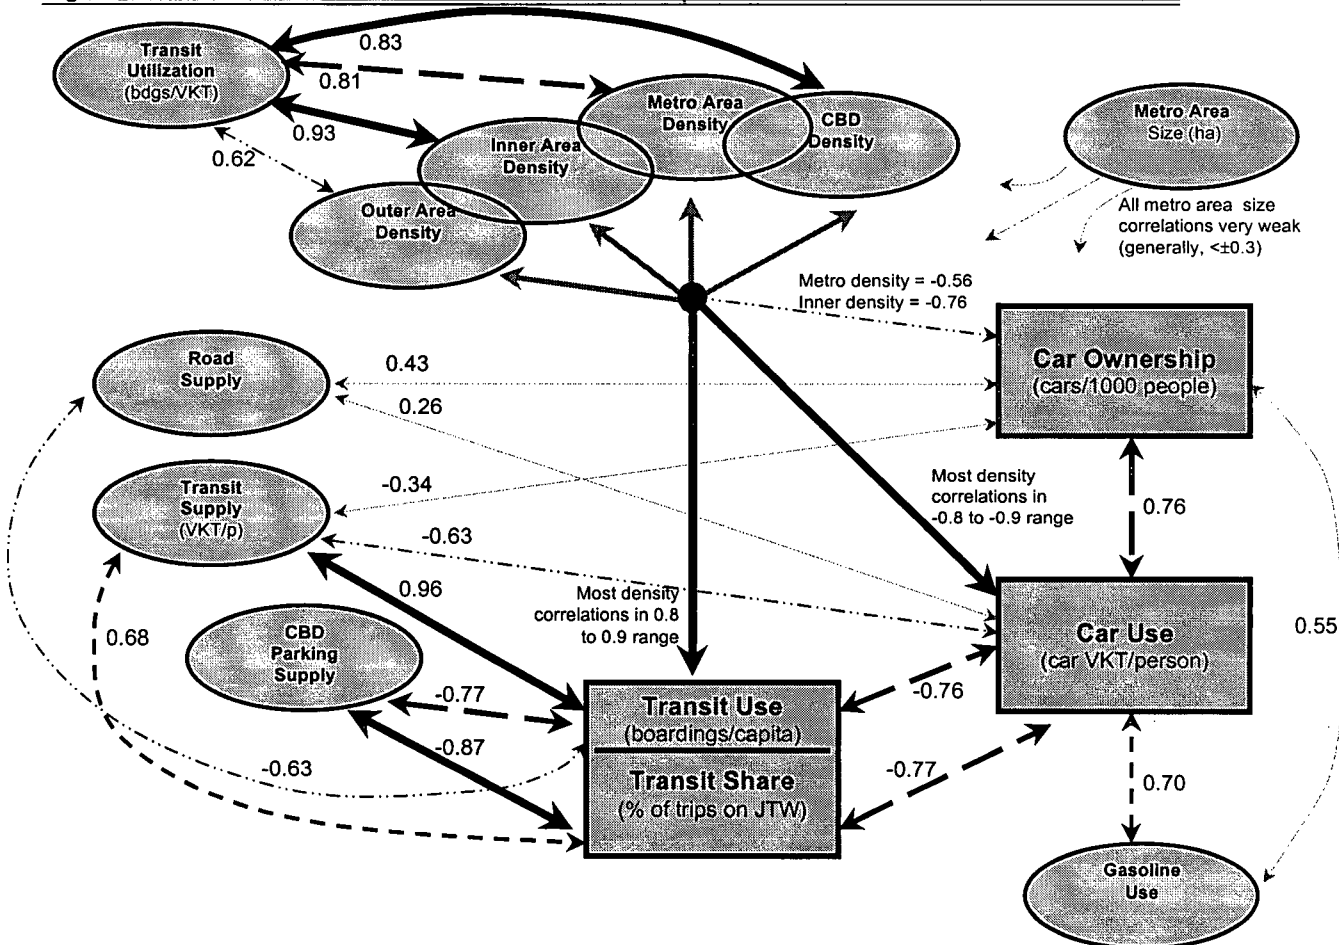 0.83
Transit
Utilization
(bdgs/VKT)
0.81
0.93
0.62
Metro Area
Density
CBD
Density
Inner Area
Density
Outer Area
Density
Metro Area
Size (ha)
All metro area size
correlations very weak
(generally, <±0.3)
Metro density = -0.56
Inner density = -0.76
Road
Supply
0.43
0.26
Car Ownership
(cars/1000 people)
Transit
Supply
(VKT/p)
-0.34
-0.63
Most density
correlations in
-0.8 to -0.9 range
0.76
0.96
Most density
correlations in 0.8
to 0.9 range
0.68
CBD
Parking
Supply
Car Use
(car VKT/person)
0.55
-0.77
-0.87
-0.76
Transit Use
(boardings/capita)
Transit Share
(% of trips on JTW)
-0.63
-0.77
0.70
Gasoline
Use